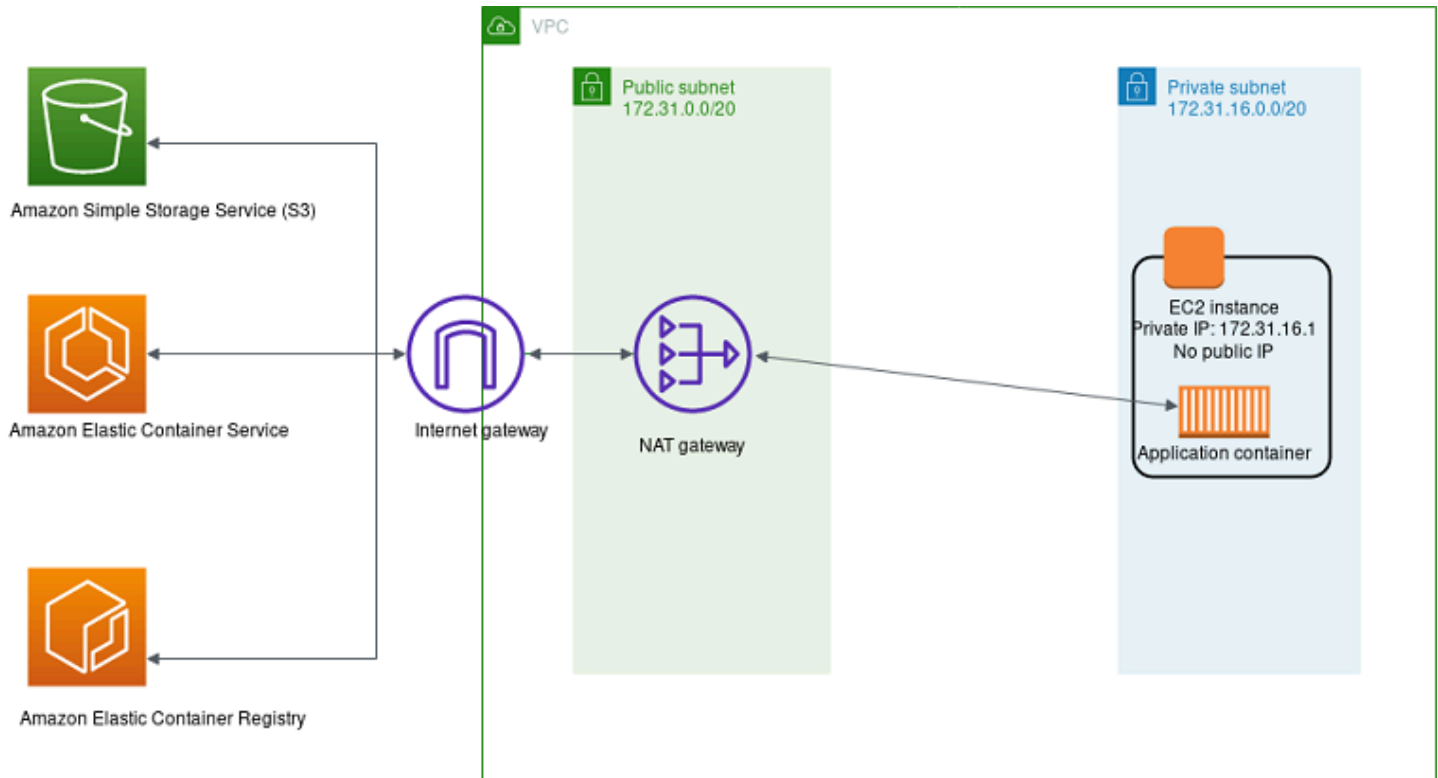 VPC
Public subnet
172.31.0.0/20
Private subnet
172.31.16.0.0/20
Amazon Simple Storage Service (S3)
EC2 instance
Private IP: 172.31.16.1
No public IP
Amazon Elastic Container Service
Internet gateway
NAT gateway
Application container
Amazon Elastic Container Registry